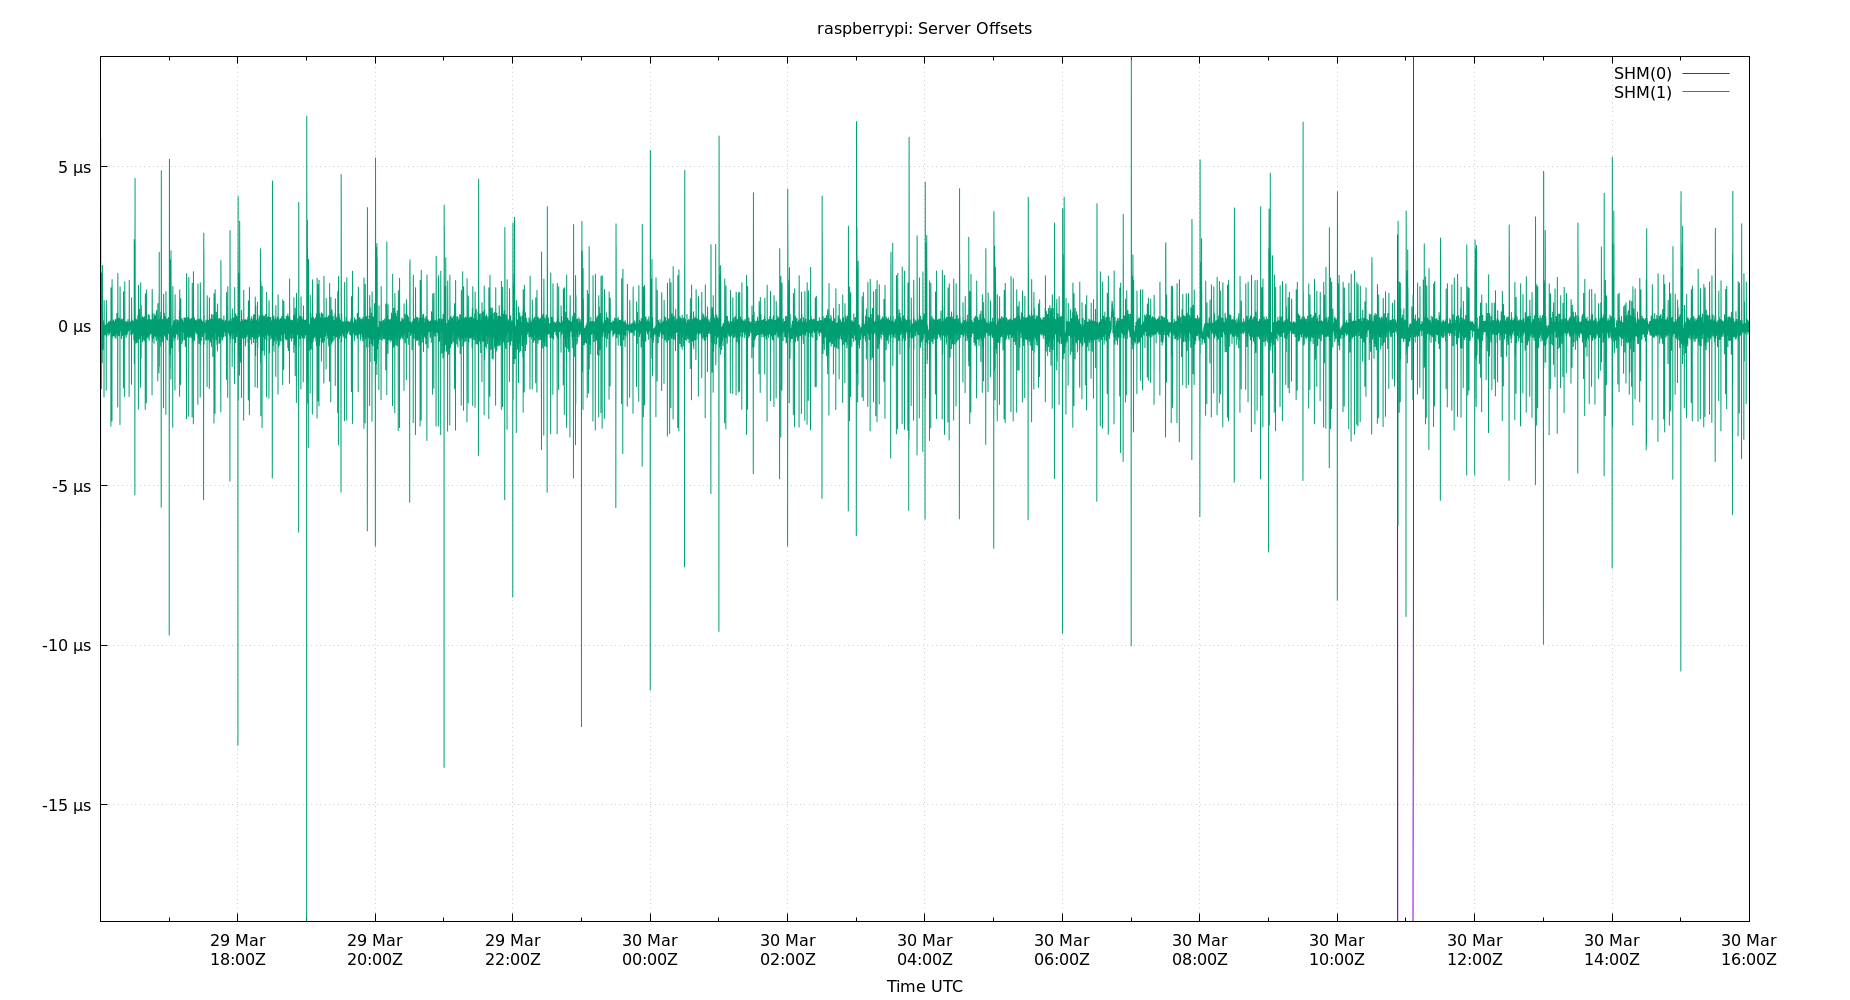 raspberrypi: Server Offsets
SHM(0)
SHM(1)
5 µs
0 µs
-5 µs
-10 µs
-15 µs
29 Mar
18:00Z
29 Mar
20:00Z
29 Mar
22:00Z
30 Mar
00:00Z
30 Mar
02:00Z
30 Mar
04:00Z
30 Mar
06:00Z
30 Mar
08:00Z
30 Mar
10:00Z
30 Mar
12:00Z
30 Mar
14:00Z
30 Mar
16:00Z
Time UTC